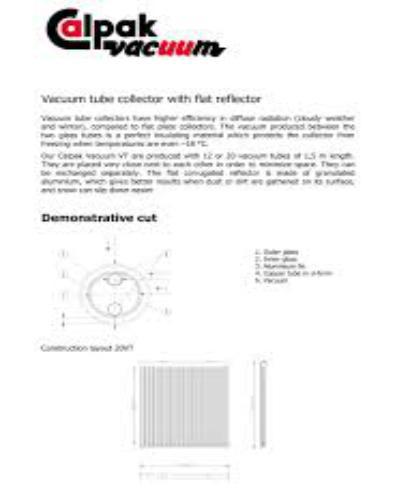 Calpak
vacuum
Vacuum tube collector with flat reflector
Vacuum tube collectors have higher efficiency in diffuse radiation (cloudy weather
and winter), compared to flat plate collectors. The vacuum produced between the
two glass tubes is a perfect insulating material which protects the collector from
freezing when temperatures are even -18 °C.
Our Calpak Vacuum VT are produced with 12 or 20 vacuum tubes of 1,5 m length.
They are placed very close next to each other in order to minimize space. They can
be exchanged separately. The flat corrugated reflector is made of granulated
aluminium, which gives better results when dust or dirt are gathered on its surface,
and snow can slip down easier
Demonstrative cut
1. Outer glass
2. Inner glass
3. Aluminium fin
4. Copper tube in u-form
5. Vacuum
Construction layout 20VT